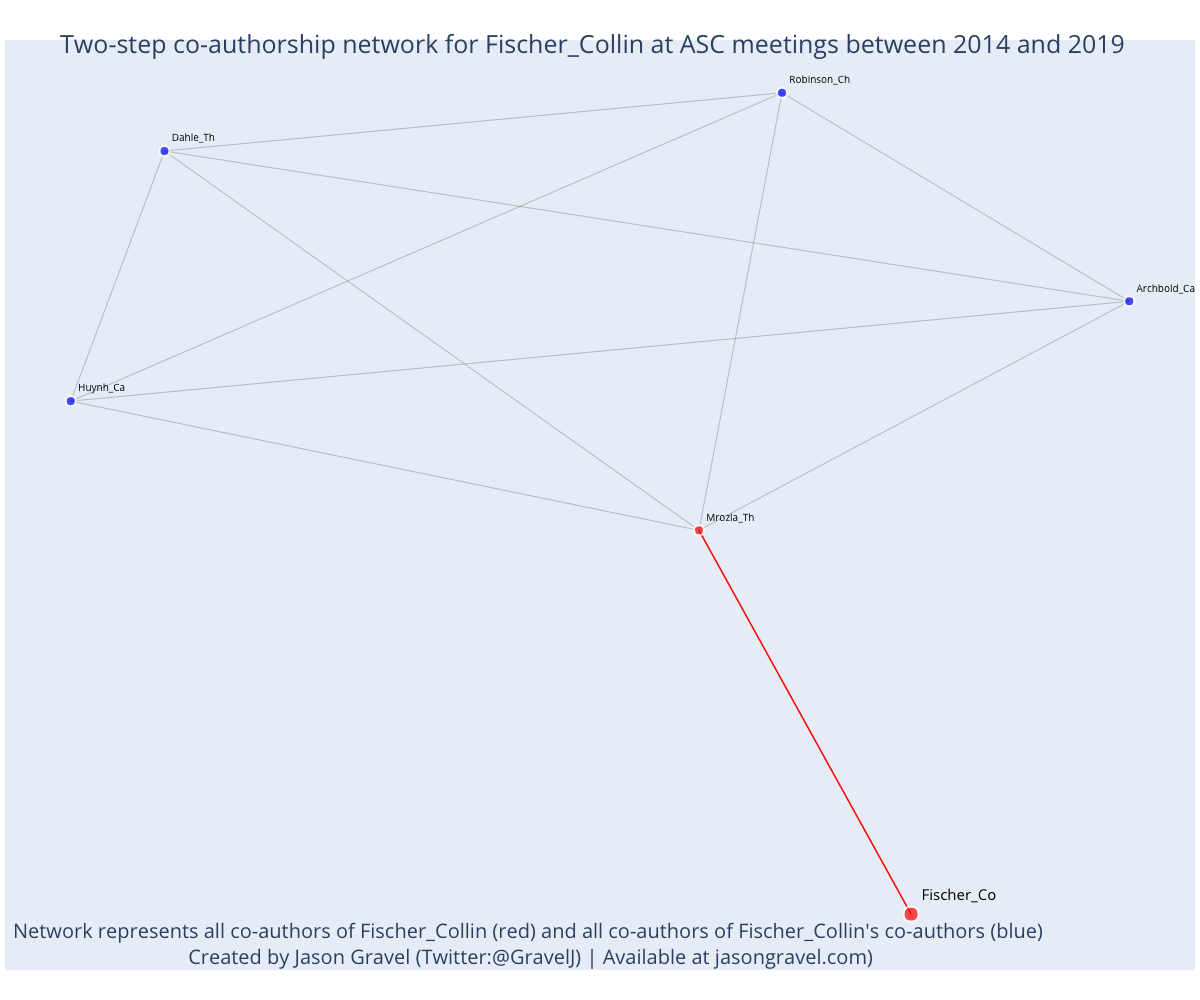 Two-step co-authorship network for Fischer_Collin at ASC meetings between 2014 and 2019
Robinson_Ch
Dahle_Th
Archbold_Ca
Huynh_Ca
Mrozla_Th
Fischer_Co
Network represents all co-authors of Fischer_Collin (red) and all co-authors of Fischer_Collin's co-authors (blue)
Created by Jason Gravel (Twitter:@GravelJ) | Available at jasongravel.com)